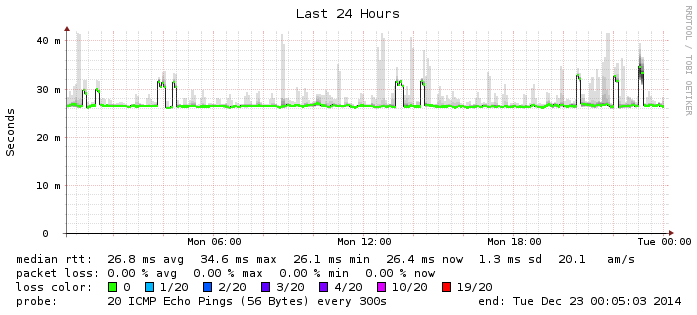 Last 24 Hours
RRDTOOL / TOBI OETIKER
Seconds
40 m
30 m
20 m
10 m
0
Mon 06:00 Mon 12:00 Mon 18:00 Tue 00:00
median rtt: 26.8 ms avg 34.6 ms max 26.1 ms min 26.4 ms now 1.3 ms sd 20.1 am/s
packet loss: 0.00 % avg 0.00 % max 0.00 % min 0.00 % now
loss color: 0 1/20 2/20 3/20 4/20 10/20 19/20
probe: 20 ICMP Echo Pings (56 Bytes) every 300s end: Tue Dec 23 00:05:03 2014